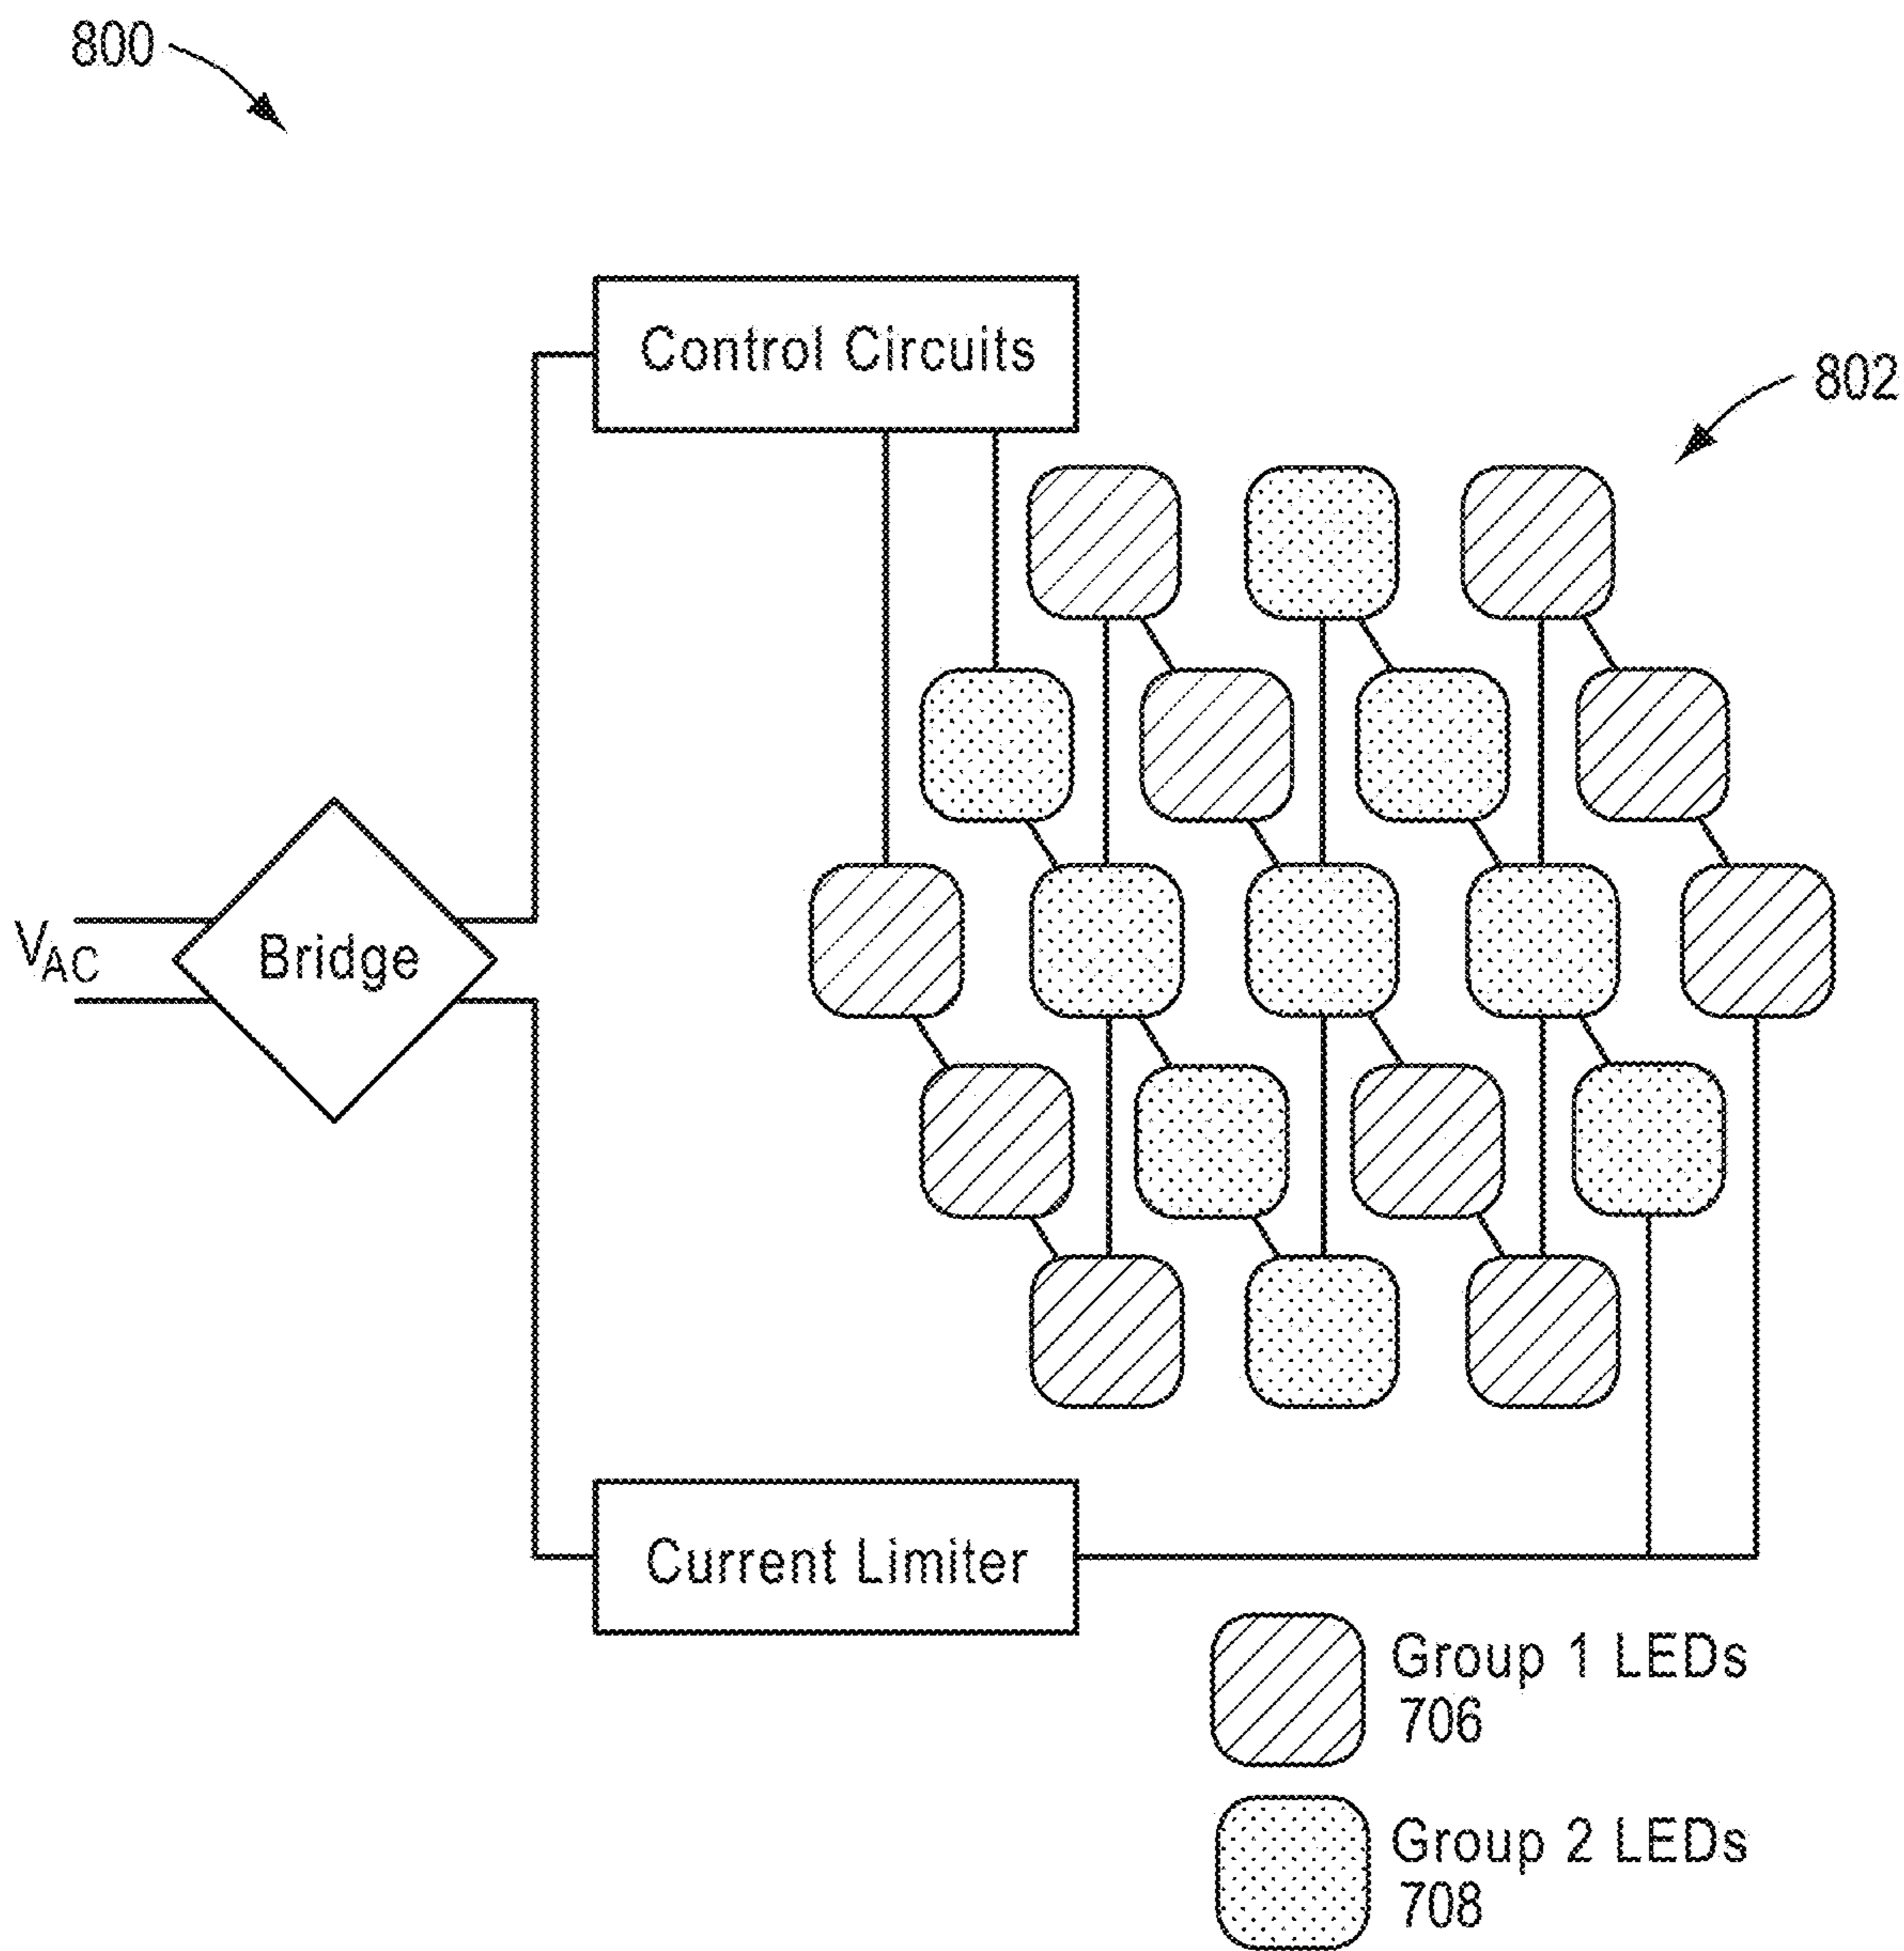 800
Control Circuits
802
VAC
Bridge
Current Limiter
Group 1 LEDs
706
Group 2 LEDs
708